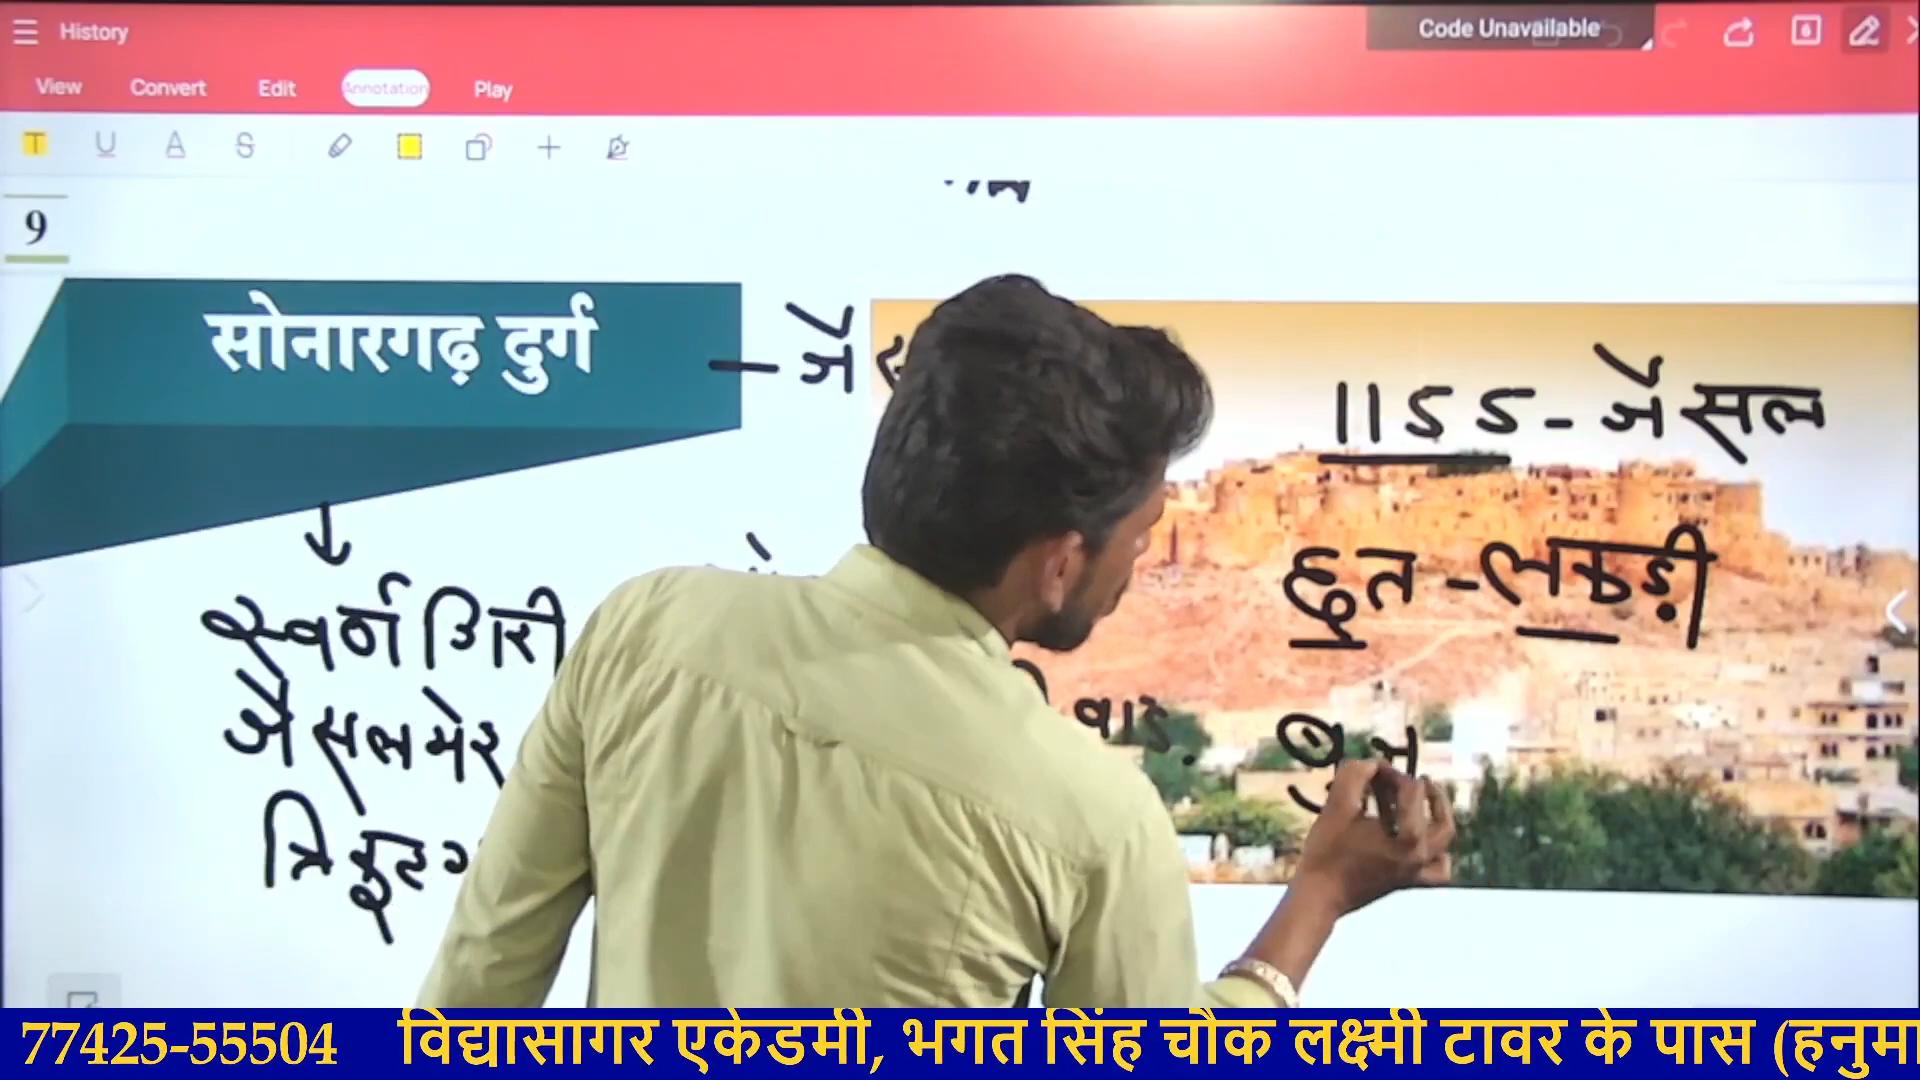 History
Code Unavailable
6
View Convert Edit Annotation Play
T U A S
9
सोनारगढ़ दुर्ग
1155 - जैसल
स्वर्ण गिरी
छत - लकड़ी
जैसलमेर
वाड
77425-55504 विद्यासागर एकेडमी, भगत सिंह चौक लक्ष्मी टावर के पास (हनुमा